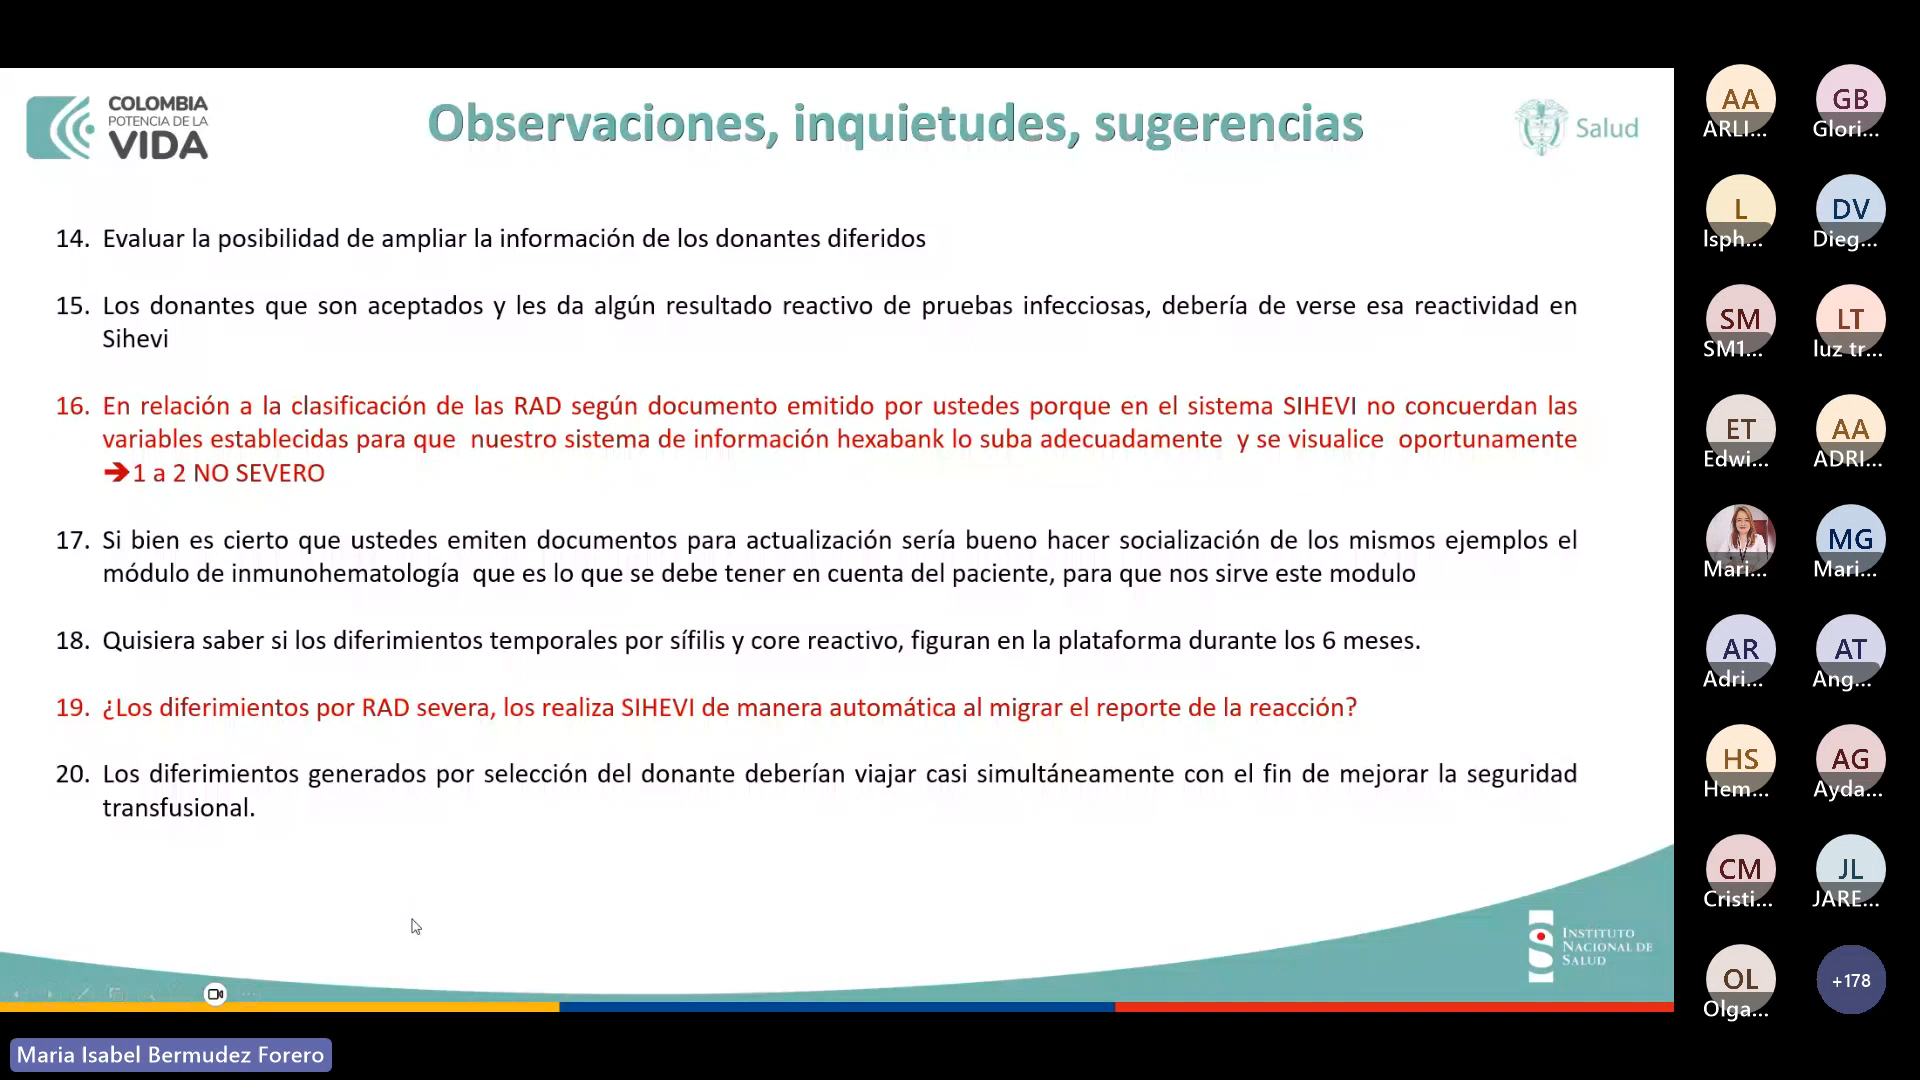 COLOMBIA
POTENCIA DE LA
VIDA
Observaciones, inquietudes, sugerencias
Salud
14. Evaluar la posibilidad de ampliar la información de los donantes diferidos
15. Los donantes que son aceptados y les da algún resultado reactivo de pruebas infecciosas, debería de verse esa reactividad en
Sihevi
16. En relación a la clasificación de las RAD según documento emitido por ustedes porque en el sistema SIHEVI no concuerdan las
variables establecidas para que nuestro sistema de información hexabank lo suba adecuadamente y se visualice oportunamente
➔1 a 2 NO SEVERO
17. Si bien es cierto que ustedes emiten documentos para actualización sería bueno hacer socialización de los mismos ejemplos el
módulo de inmunohematología que es lo que se debe tener en cuenta del paciente, para que nos sirve este modulo
18. Quisiera saber si los diferimientos temporales por sífilis y core reactivo, figuran en la plataforma durante los 6 meses.
19. ¿Los diferimientos por RAD severa, los realiza SIHEVI de manera automática al migrar el reporte de la reacción?
20. Los diferimientos generados por selección del donante deberían viajar casi simultáneamente con el fin de mejorar la seguridad
transfusional.
INSTITUTO
NACIONAL DE
SALUD
Maria Isabel Bermudez Forero
AA GB
ARLI... Glori...
L DV
lsph... Dieg...
SM LT
SM1... luz tr...
ET AA
Edwi... ADRI...
MG
Mari... Mari...
AR AT
Adri... Ang...
HS AG
Hem... Ayda...
CM JL
Cristi... JARE...
OL +178
Olga...